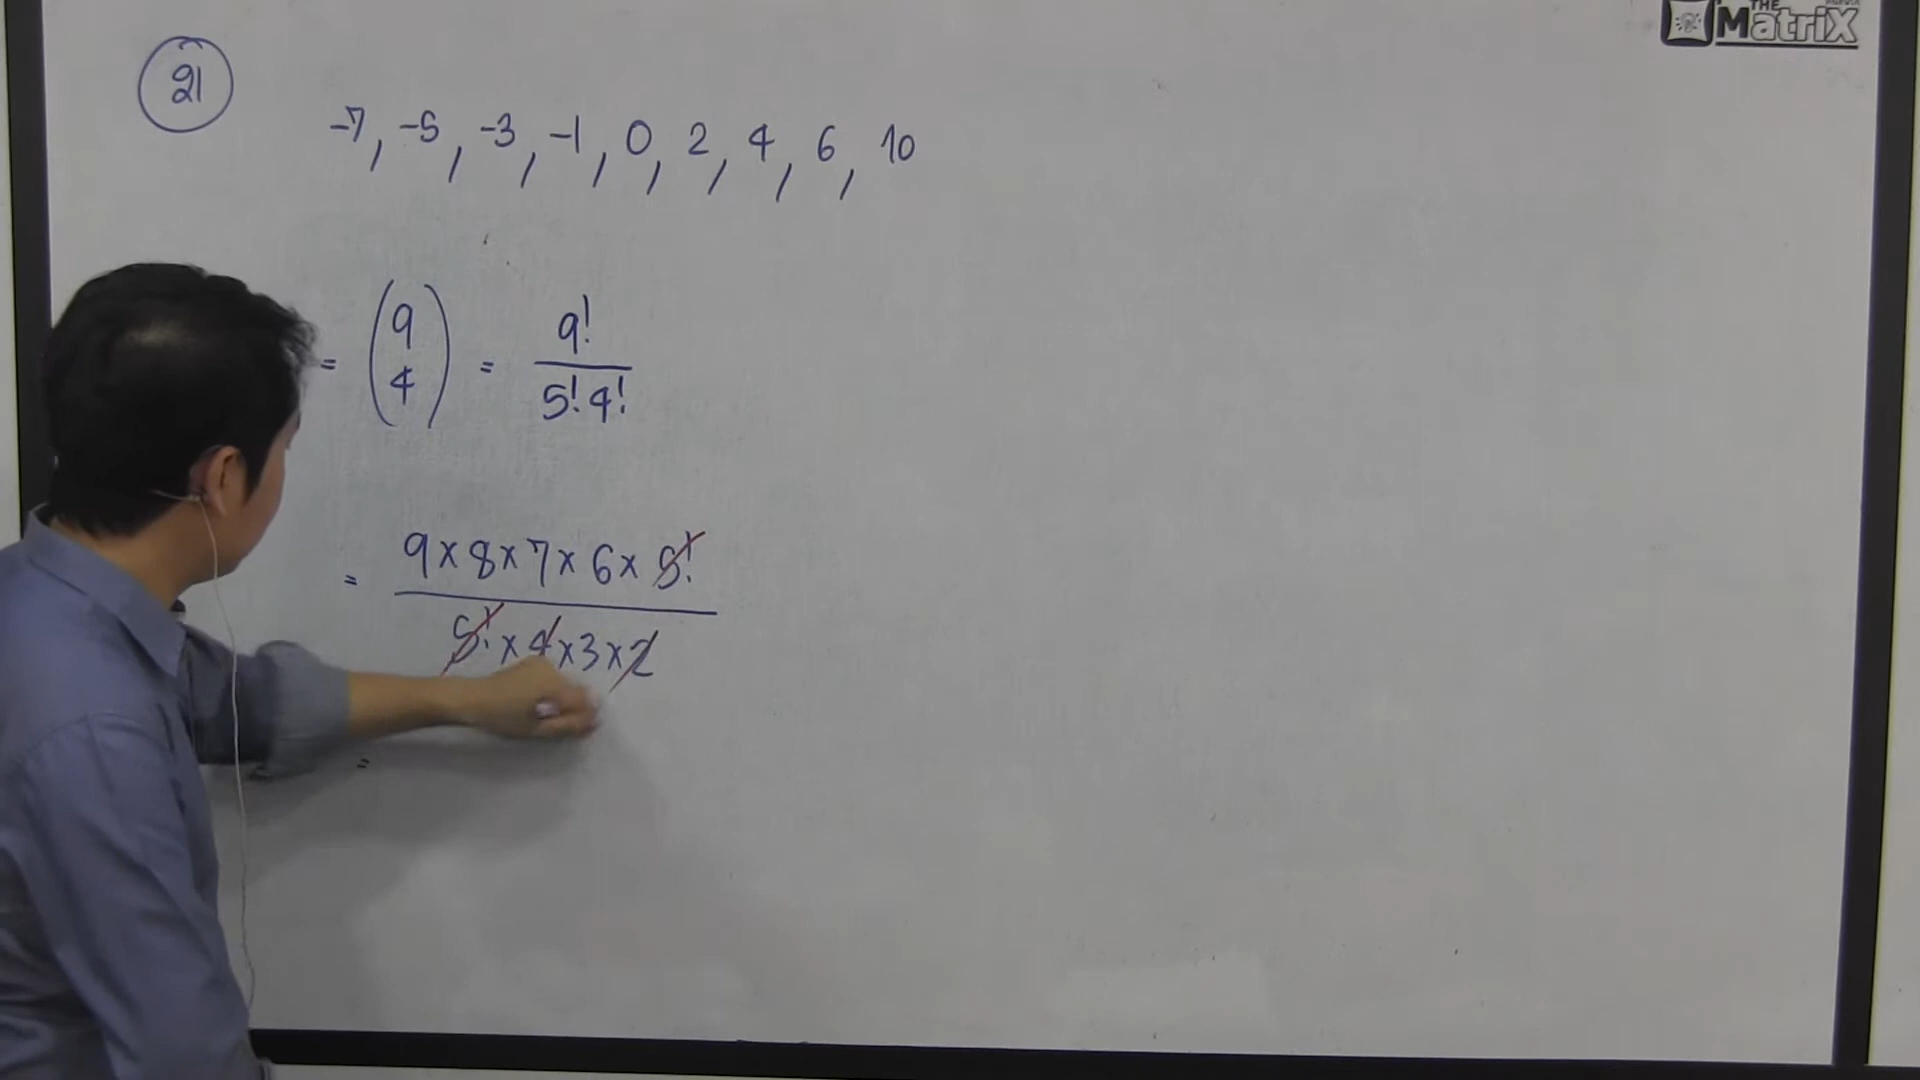 THE
MatriX
21
-7, -5, -3, -1, 0, 2, 4, 6, 10
= (9 4) = 9! / 5! 4!
= 9 x 8 x 7 x 6 x 5! / 5! x 4 x 3 x 2
=